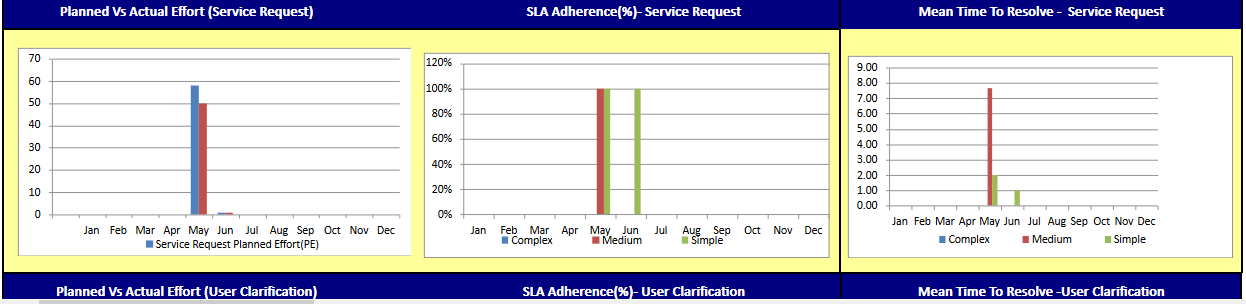 Planned Vs Actual Effort (Service Request)
SLA Adherence(%)- Service Request
Mean Time To Resolve - Service Request
70
60
50
40
30
20
10
0
Jan Feb Mar Apr May Jun Jul Aug Sep Oct Nov Dec
Service Request Planned Effort(PE)
120%
100%
80%
60%
40%
20%
0%
Jan Feb Mar Apr May Jun Jul Aug Sep Oct Nov Dec
Complex Medium Simple
9.00
8.00
7.00
6.00
5.00
4.00
3.00
2.00
1.00
0.00
Jan Feb Mar Apr May Jun Jul Aug Sep Oct Nov Dec
Complex Medium Simple
Planned Vs Actual Effort (User Clarification)
SLA Adherence(%)- User Clarification
Mean Time To Resolve -User Clarification